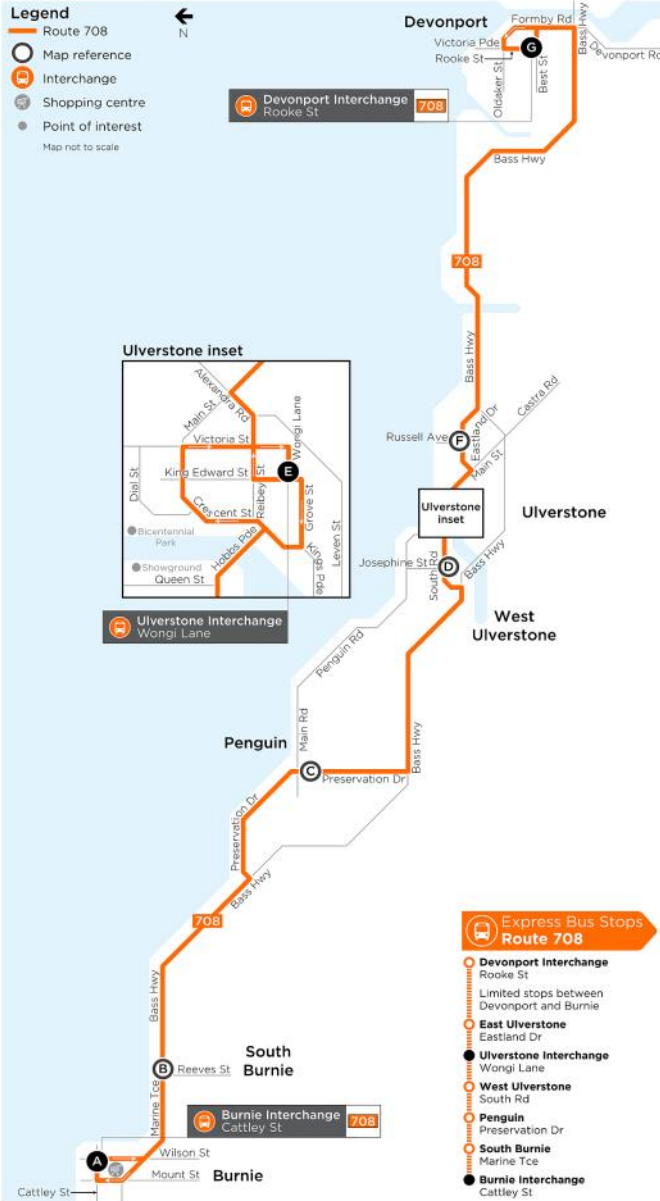 Legend
Route 708
Map reference
Interchange
Shopping centre
Point of interest
Map not to scale
N
Devonport
Formby Rd
Bass Hwy
Devonport Rd
Victoria Pde
G
Rooke St
Oldaker St
Best St
Devonport Interchange
Rooke St
708
Bass Hwy
708
Bass Hwy
Castra Rd
Eastland Dr
Russell Ave
F
Main St
Ulverstone inset
Alexandra Rd
Main St
Wongi Lane
Victoria St
E
King Edward St
Dial St
Reibey St
Grove St
Crescent St
Leven St
Bicentennial
Park
Hobbs Pde
Kings Pde
Showground
Queen St
Ulverstone Interchange
Wongi Lane
Ulverstone
inset
Ulverstone
Josephine St
D
South Rd
Bass Hwy
West
Ulverstone
Penguin Rd
Main Rd
Penguin
C
Preservation Dr
Bass Hwy
Preservation Dr
Bass Hwy
708
Bass Hwy
South
Burnie
B
Reeves St
Marine Tce
Burnie Interchange
Cattley St
708
A
Wilson St
Mount St
Burnie
Cattley St
Express Bus Stops
Route 708
Devonport Interchange
Rooke St
Limited stops between
Devonport and Burnie
East Ulverstone
Eastland Dr
Ulverstone Interchange
Wongi Lane
West Ulverstone
South Rd
Penguin
Preservation Dr
South Burnie
Marine Tce
Burnie Interchange
Cattley St